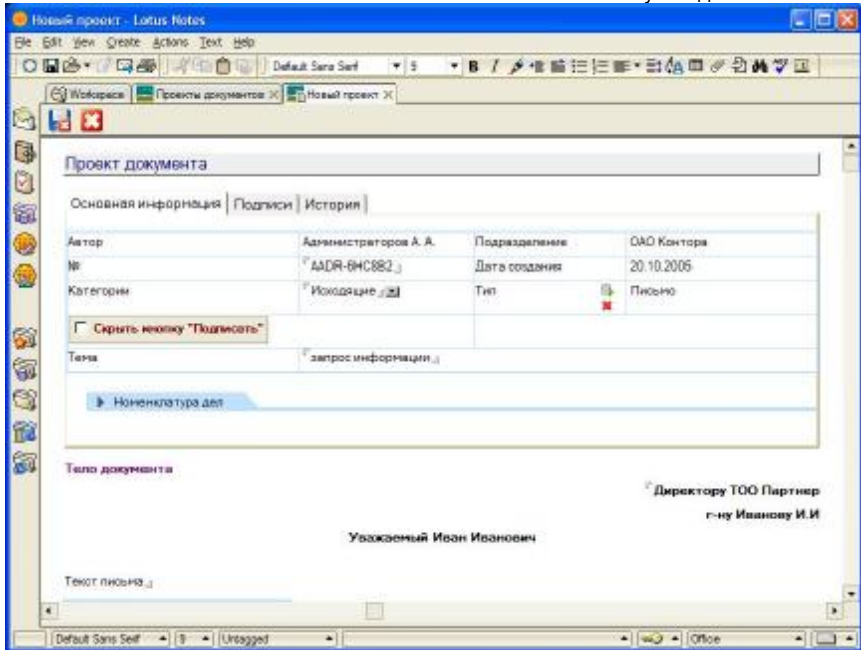 Новый проект - Lotus Notes
File Edit View Create Actions Text Help
Default Sans Serif 9 B I
Workspace Проекты документов Новый проект
Проект документа
Основная информация Подписи История
Автор Администраторов А. А. Подразделение ОАО Контора
№ AADR-6HC8B2 Дата создания 20.10.2005
Категории Исходящие Тип Письмо
Скрыть кнопку "Подписать"
Тема запрос информации
Номенклатура дел
Тело документа
Директору ТОО Партнер
г-ну Иванову И.И
Уважаемый Иван Иванович
Текст письма
Default Sans Serif 9 Untagged Office